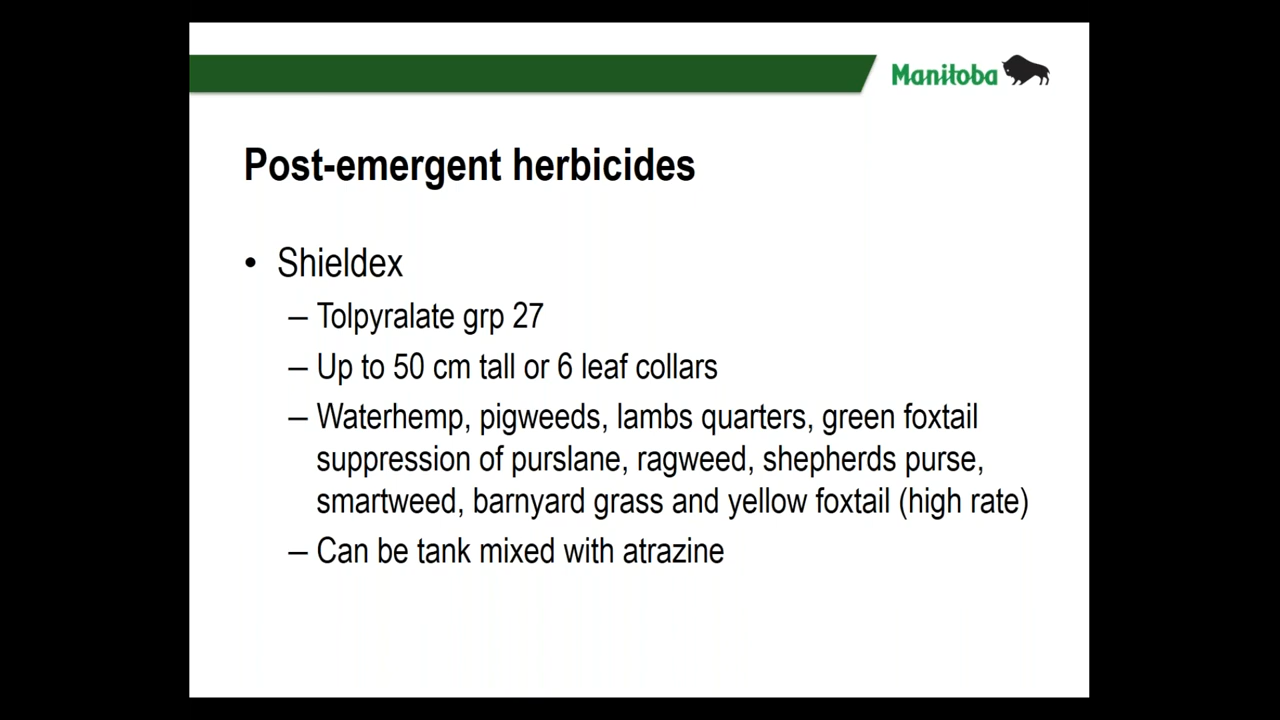 Manitoba
Post-emergent herbicides
• Shieldex
– Tolpyralate grp 27
– Up to 50 cm tall or 6 leaf collars
– Waterhemp, pigweeds, lambs quarters, green foxtail
suppression of purslane, ragweed, shepherds purse,
smartweed, barnyard grass and yellow foxtail (high rate)
– Can be tank mixed with atrazine